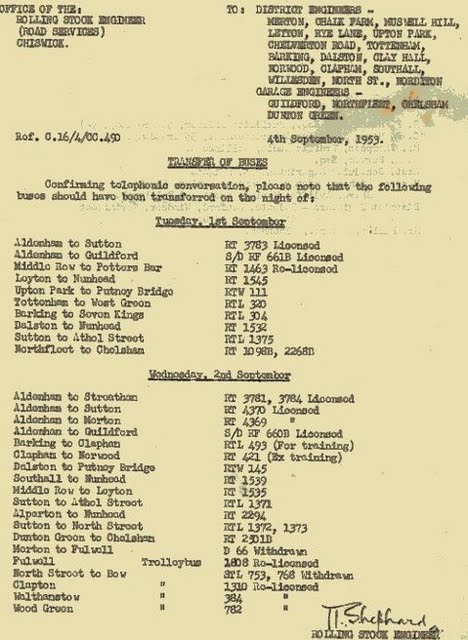 OFFICE OF THE:
ROLLING STOCK ENGINEER
(ROAD SERVICES)
CHISWICK.
TO: DISTRICT ENGINEERS -
MERTON, CHALK FARM, MUSWELL HILL,
LEYTON, RYE LANE, UPTON PARK,
CHELVERTON ROAD, TOTTENHAM,
BARKING, DALSTON, CLAY HALL,
NORWOOD, CLAPHAM, SOUTHALL,
WILLESDEN, NORTH ST., NORBITON
GARAGE ENGINEERS -
GUILDFORD, NORTHFLEET, CHELSHAM
DUNTON GREEN.
Ref. C.16/4/CC.490
4th September, 1953.
TRANSFER OF BUSES
Confirming telephonic conversation, please note that the following
buses should have been transferred on the night of:
Tuesday, 1st September
Aldenham to Sutton RT 3783 Licensed
Aldenham to Guildford S/D RF 661B Licensed
Middle Row to Potters Bar RT 1463 Re-licensed
Leyton to Nunhead RT 1545
Upton Park to Putney Bridge RTW 111
Tottenham to West Green RTL 320
Barking to Seven Kings RTL 304
Dalston to Nunhead RT 1532
Sutton to Athol Street RTL 1375
Northfleet to Chelsham RT 1098B, 2268B
Wednesday, 2nd September
Aldenham to Streatham RT 3781, 3784 Licensed
Aldenham to Sutton RT 4370 Licensed
Aldenham to Merton RT 4369 "
Aldenham to Guildford S/D RF 660B Licensed
Barking to Clapham RTL 493 (For training)
Clapham to Norwood RT 421 (Ex training)
Dalston to Putney Bridge RTW 145
Southall to Nunhead RT 1539
Middle Row to Leyton RT 1535
Sutton to Athol Street RTL 1371
Alperton to Nunhead RT 2294
Sutton to North Street RTL 1372, 1373
Dunton Green to Chelsham RT 2501B
Merton to Fulwell D 66 Withdrawn
Fulwell Trolleybus 1808 Re-licensed
North Street to Bow STL 753, 768 Withdrawn
Clapton " 1310 Re-licensed
Walthamstow " 384 "
Wood Green " 782 "
T. Shephard
ROLLING STOCK ENGINEER